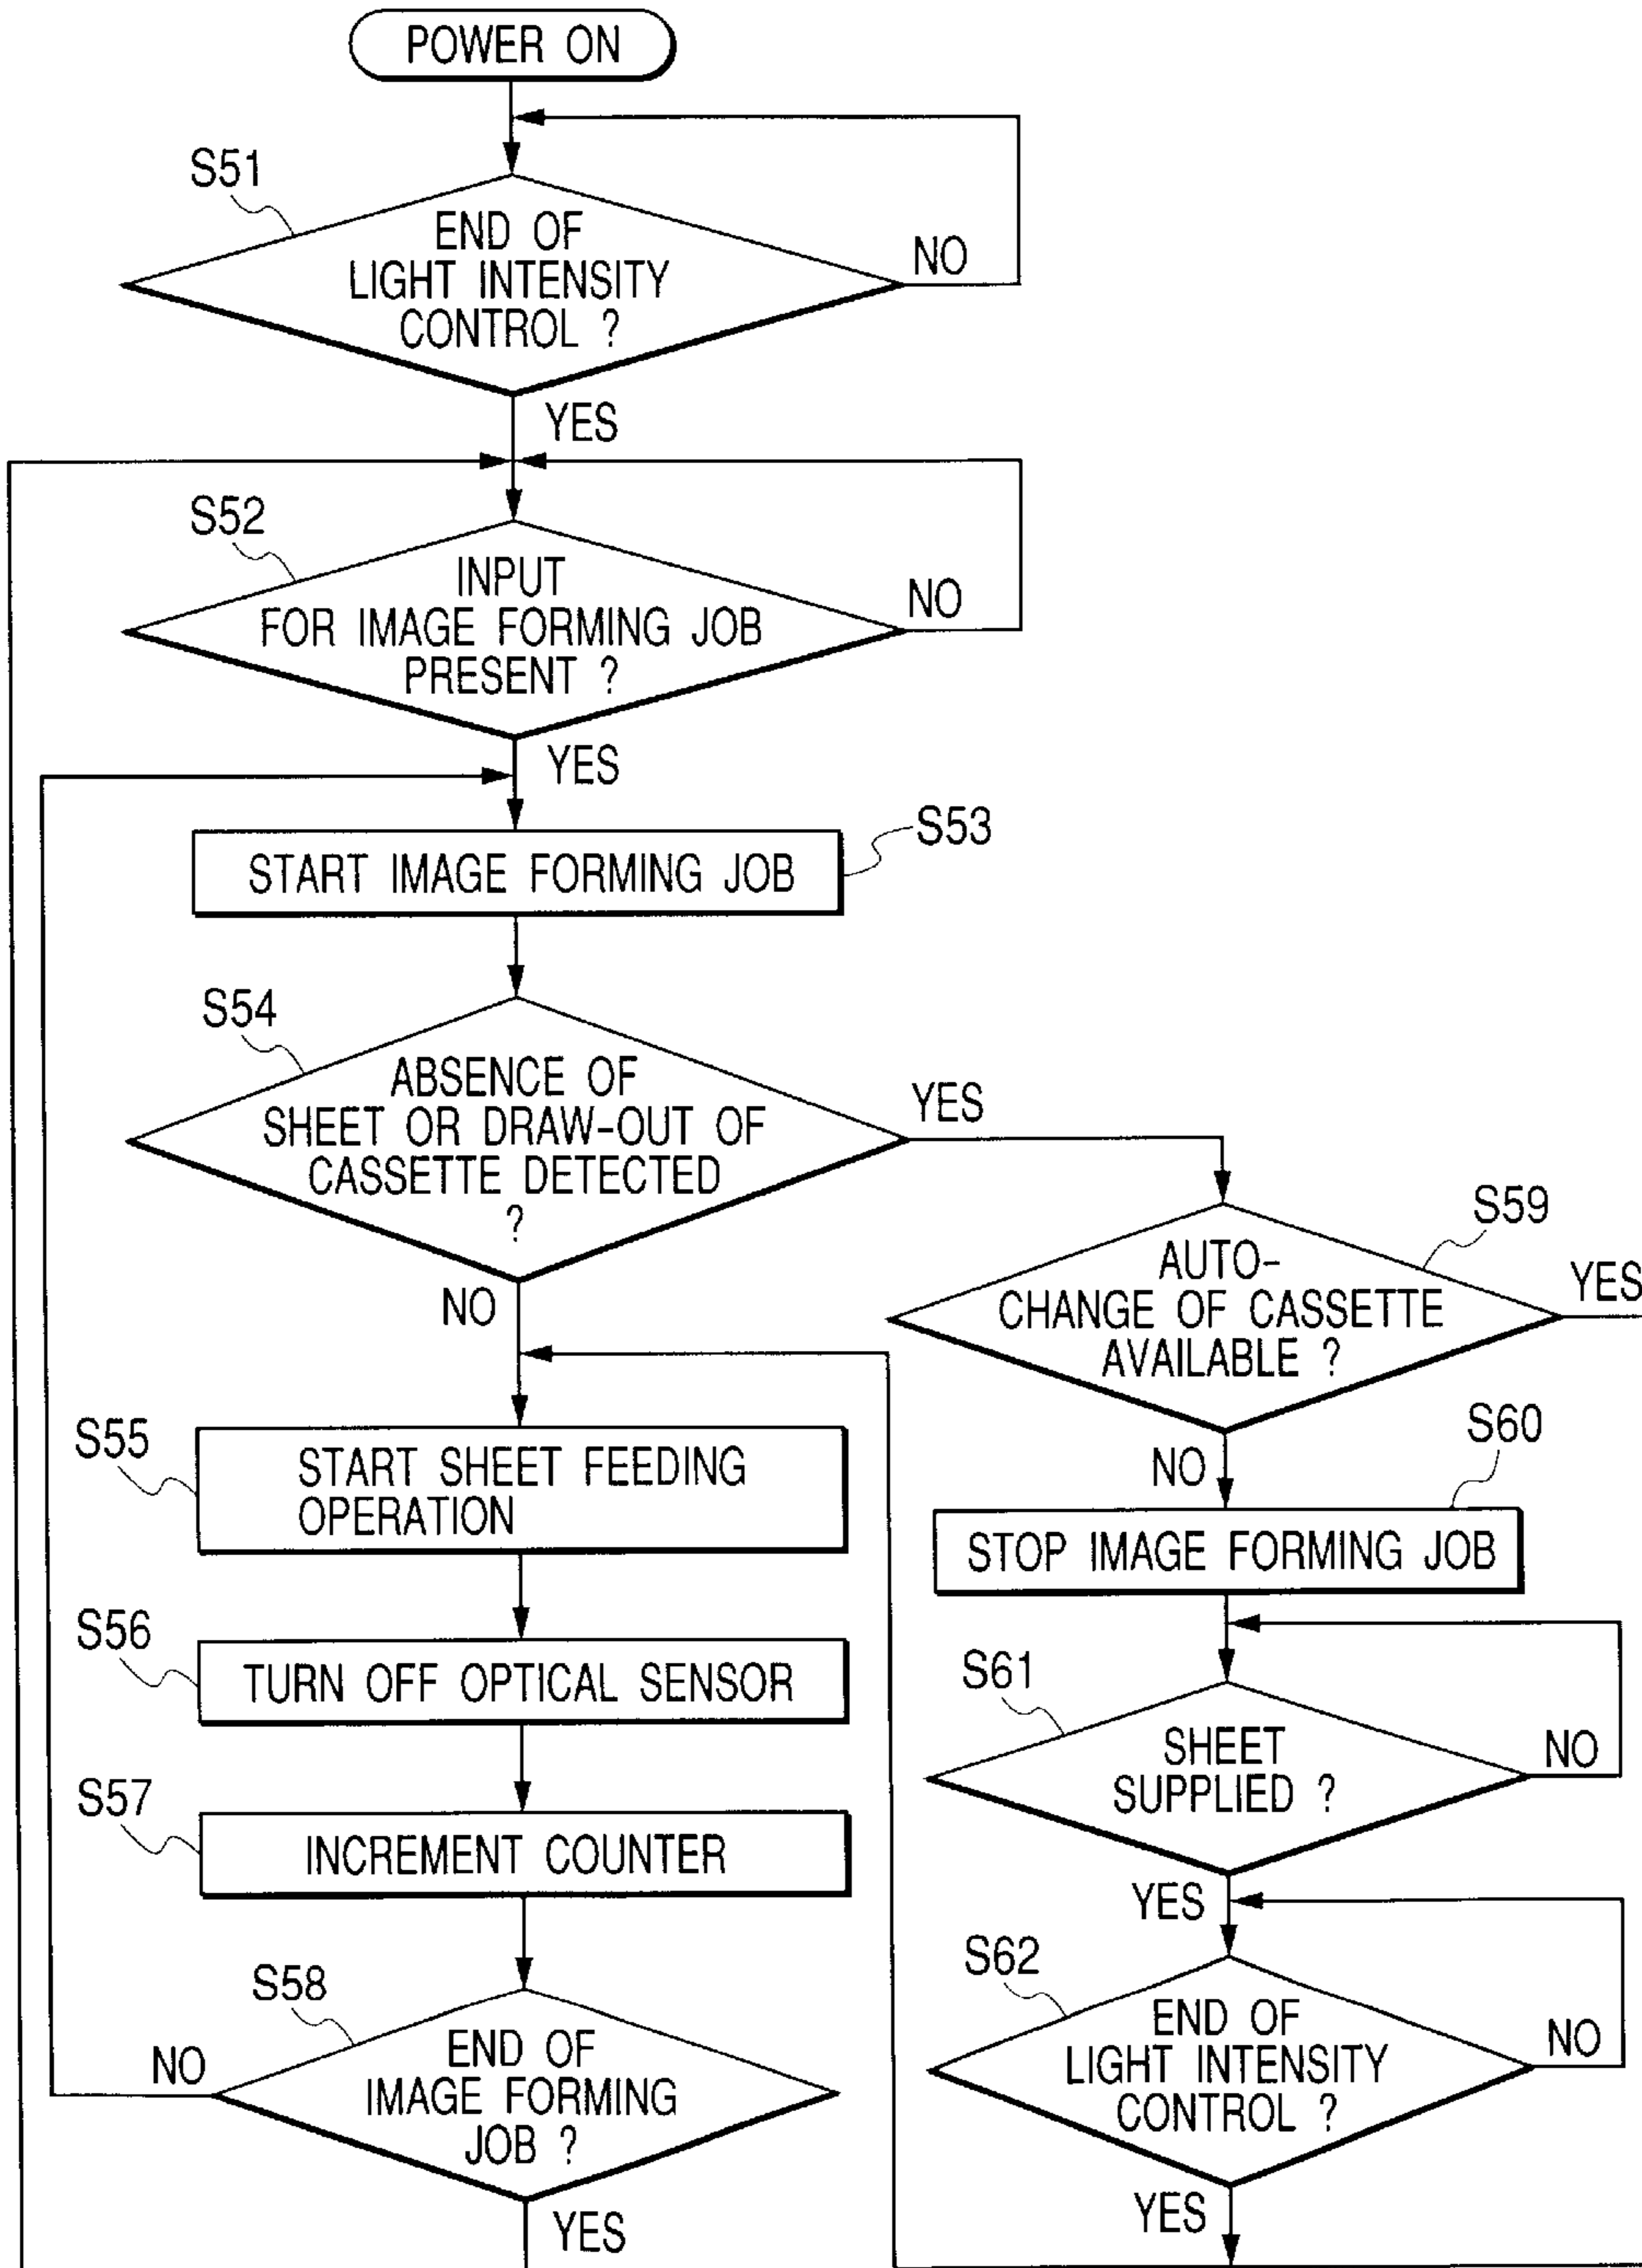 POWER ON
S51
END OF
LIGHT INTENSITY
CONTROL ?
NO
YES
S52
INPUT
FOR IMAGE FORMING JOB
PRESENT ?
NO
YES
START IMAGE FORMING JOB
S53
S54
ABSENCE OF
SHEET OR DRAW-OUT OF
CASSETTE DETECTED
?
YES
NO
S59
AUTO-
CHANGE OF CASSETTE
AVAILABLE ?
YES
NO
S55
START SHEET FEEDING
OPERATION
S60
STOP IMAGE FORMING JOB
S56
TURN OFF OPTICAL SENSOR
S61
SHEET
SUPPLIED ?
NO
YES
S57
INCREMENT COUNTER
S62
END OF
LIGHT INTENSITY
CONTROL ?
NO
YES
S58
END OF
IMAGE FORMING
JOB ?
NO
YES